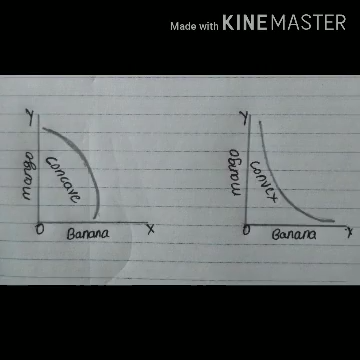 Made with KINEMASTER
Y
mango
concave
O
Banana
X
Y
mango
convex
O
Banana
X